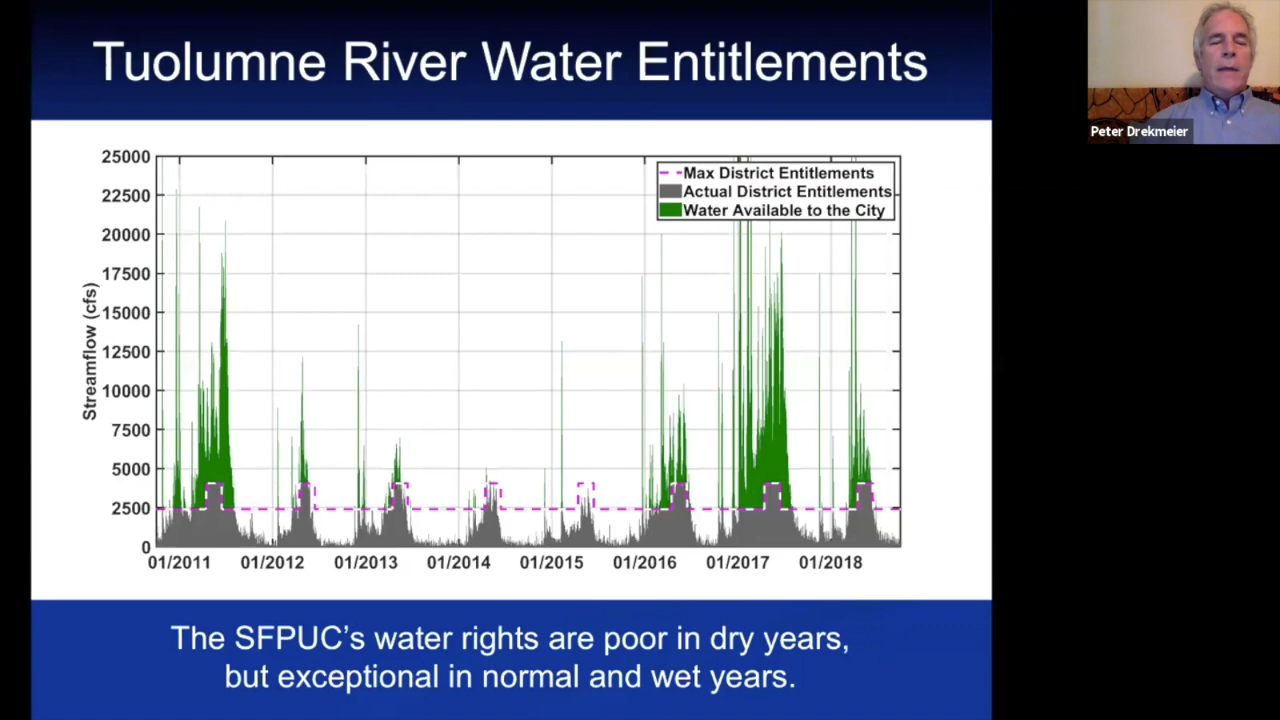 Tuolumne River Water Entitlements
Peter Drekmeier
Streamflow (cfs)
25000
22500
20000
17500
15000
12500
10000
7500
5000
2500
0
Max District Entitlements
Actual District Entitlements
Water Available to the City
01/2011 01/2012 01/2013 01/2014 01/2015 01/2016 01/2017 01/2018
The SFPUC's water rights are poor in dry years,
but exceptional in normal and wet years.